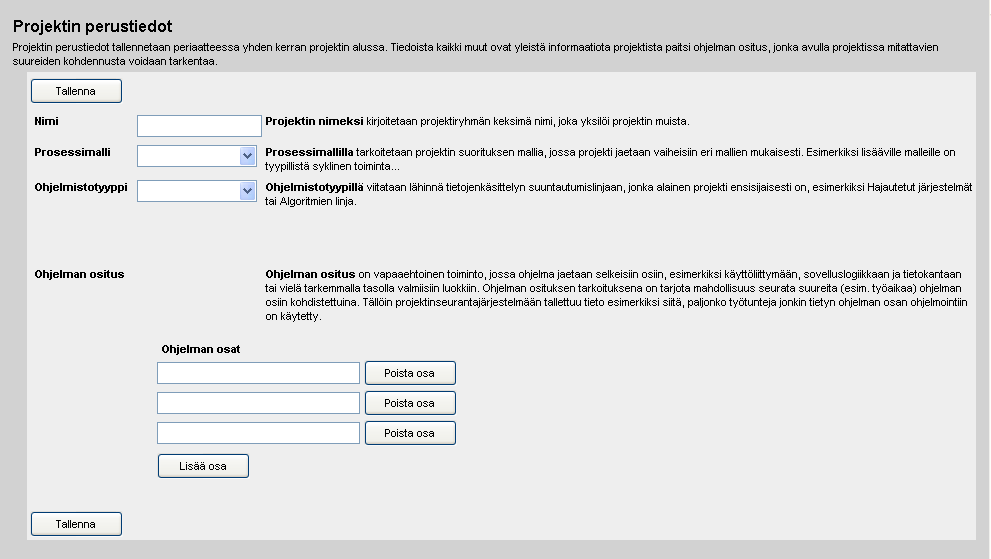 Projektin perustiedot
Projektin perustiedot tallennetaan periaatteessa yhden kerran projektin alussa. Tiedoista kaikki muut ovat yleistä informaatiota projektista paitsi ohjelman ositus, jonka avulla projektissa mitattavien
suureiden kohdennusta voidaan tarkentaa.
Tallenna
Nimi
Projektin nimeksi kirjoitetaan projektiryhmän keksimä nimi, joka yksilöi projektin muista.
Prosessimalli
Prosessimallilla tarkoitetaan projektin suorituksen mallia, jossa projekti jaetaan vaiheisiin eri mallien mukaisesti. Esimerkiksi lisääville malleille on
tyypillistä syklinen toiminta...
Ohjelmistotyyppi
Ohjelmistotyypillä viitataan lähinnä tietojenkäsittelyn suuntautumislinjaan, jonka alainen projekti ensisijaisesti on, esimerkiksi Hajautetut järjestelmät
tai Algoritmien linja.
Ohjelman ositus
Ohjelman ositus on vapaaehtoinen toiminto, jossa ohjelma jaetaan selkeisiin osiin, esimerkiksi käyttöliittymään, sovelluslogiikkaan ja tietokantaan
tai vielä tarkemmalla tasolla valmiisiin luokkiin. Ohjelman osituksen tarkoituksena on tarjota mahdollisuus seurata suureita (esim. työaikaa) ohjelman
osiin kohdistettuina. Tällöin projektinseurantajärjestelmään tallettuu tieto esimerkiksi siitä, paljonko työtunteja jonkin tietyn ohjelman osan ohjelmointiin
on käytetty.
Ohjelman osat
Poista osa
Poista osa
Poista osa
Lisää osa
Tallenna